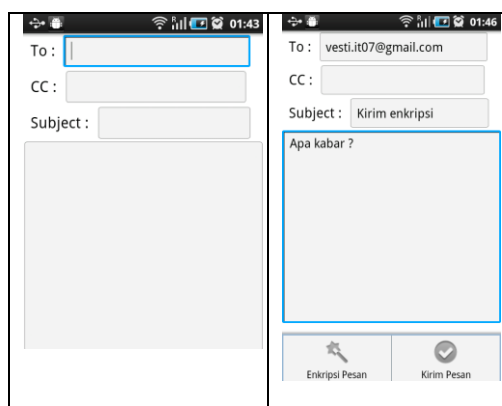 01:43
To :
CC :
Subject :
01:46
To : vesti.it07@gmail.com
CC :
Subject : Kirim enkripsi
Apa kabar ?
Enkripsi Pesan Kirim Pesan